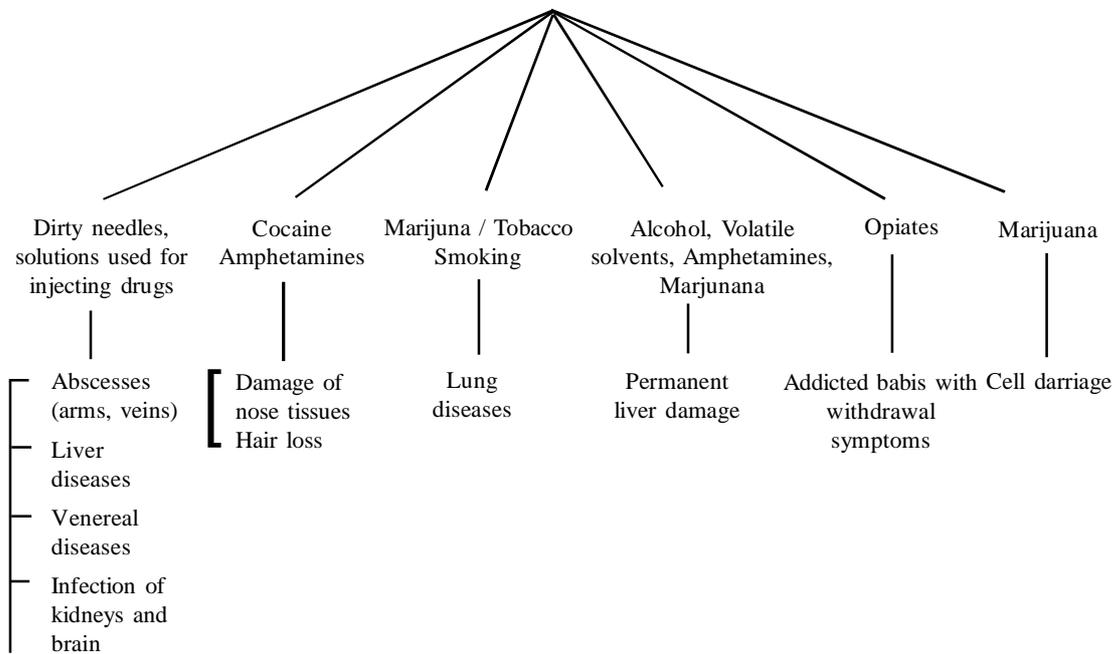 Dirty needles,
solutions used for
injecting drugs
Cocaine
Amphetamines
Marijuna / Tobacco
Smoking
Alcohol, Volatile
solvents, Amphetamines,
Marjunana
Opiates
Marijuana
Abscesses
(arms, veins)
Liver
diseases
Venereal
diseases
Infection of
kidneys and
brain
Damage of
nose tissues
Hair loss
Lung
diseases
Permanent
liver damage
Addicted babis with
withdrawal
symptoms
Cell darriage